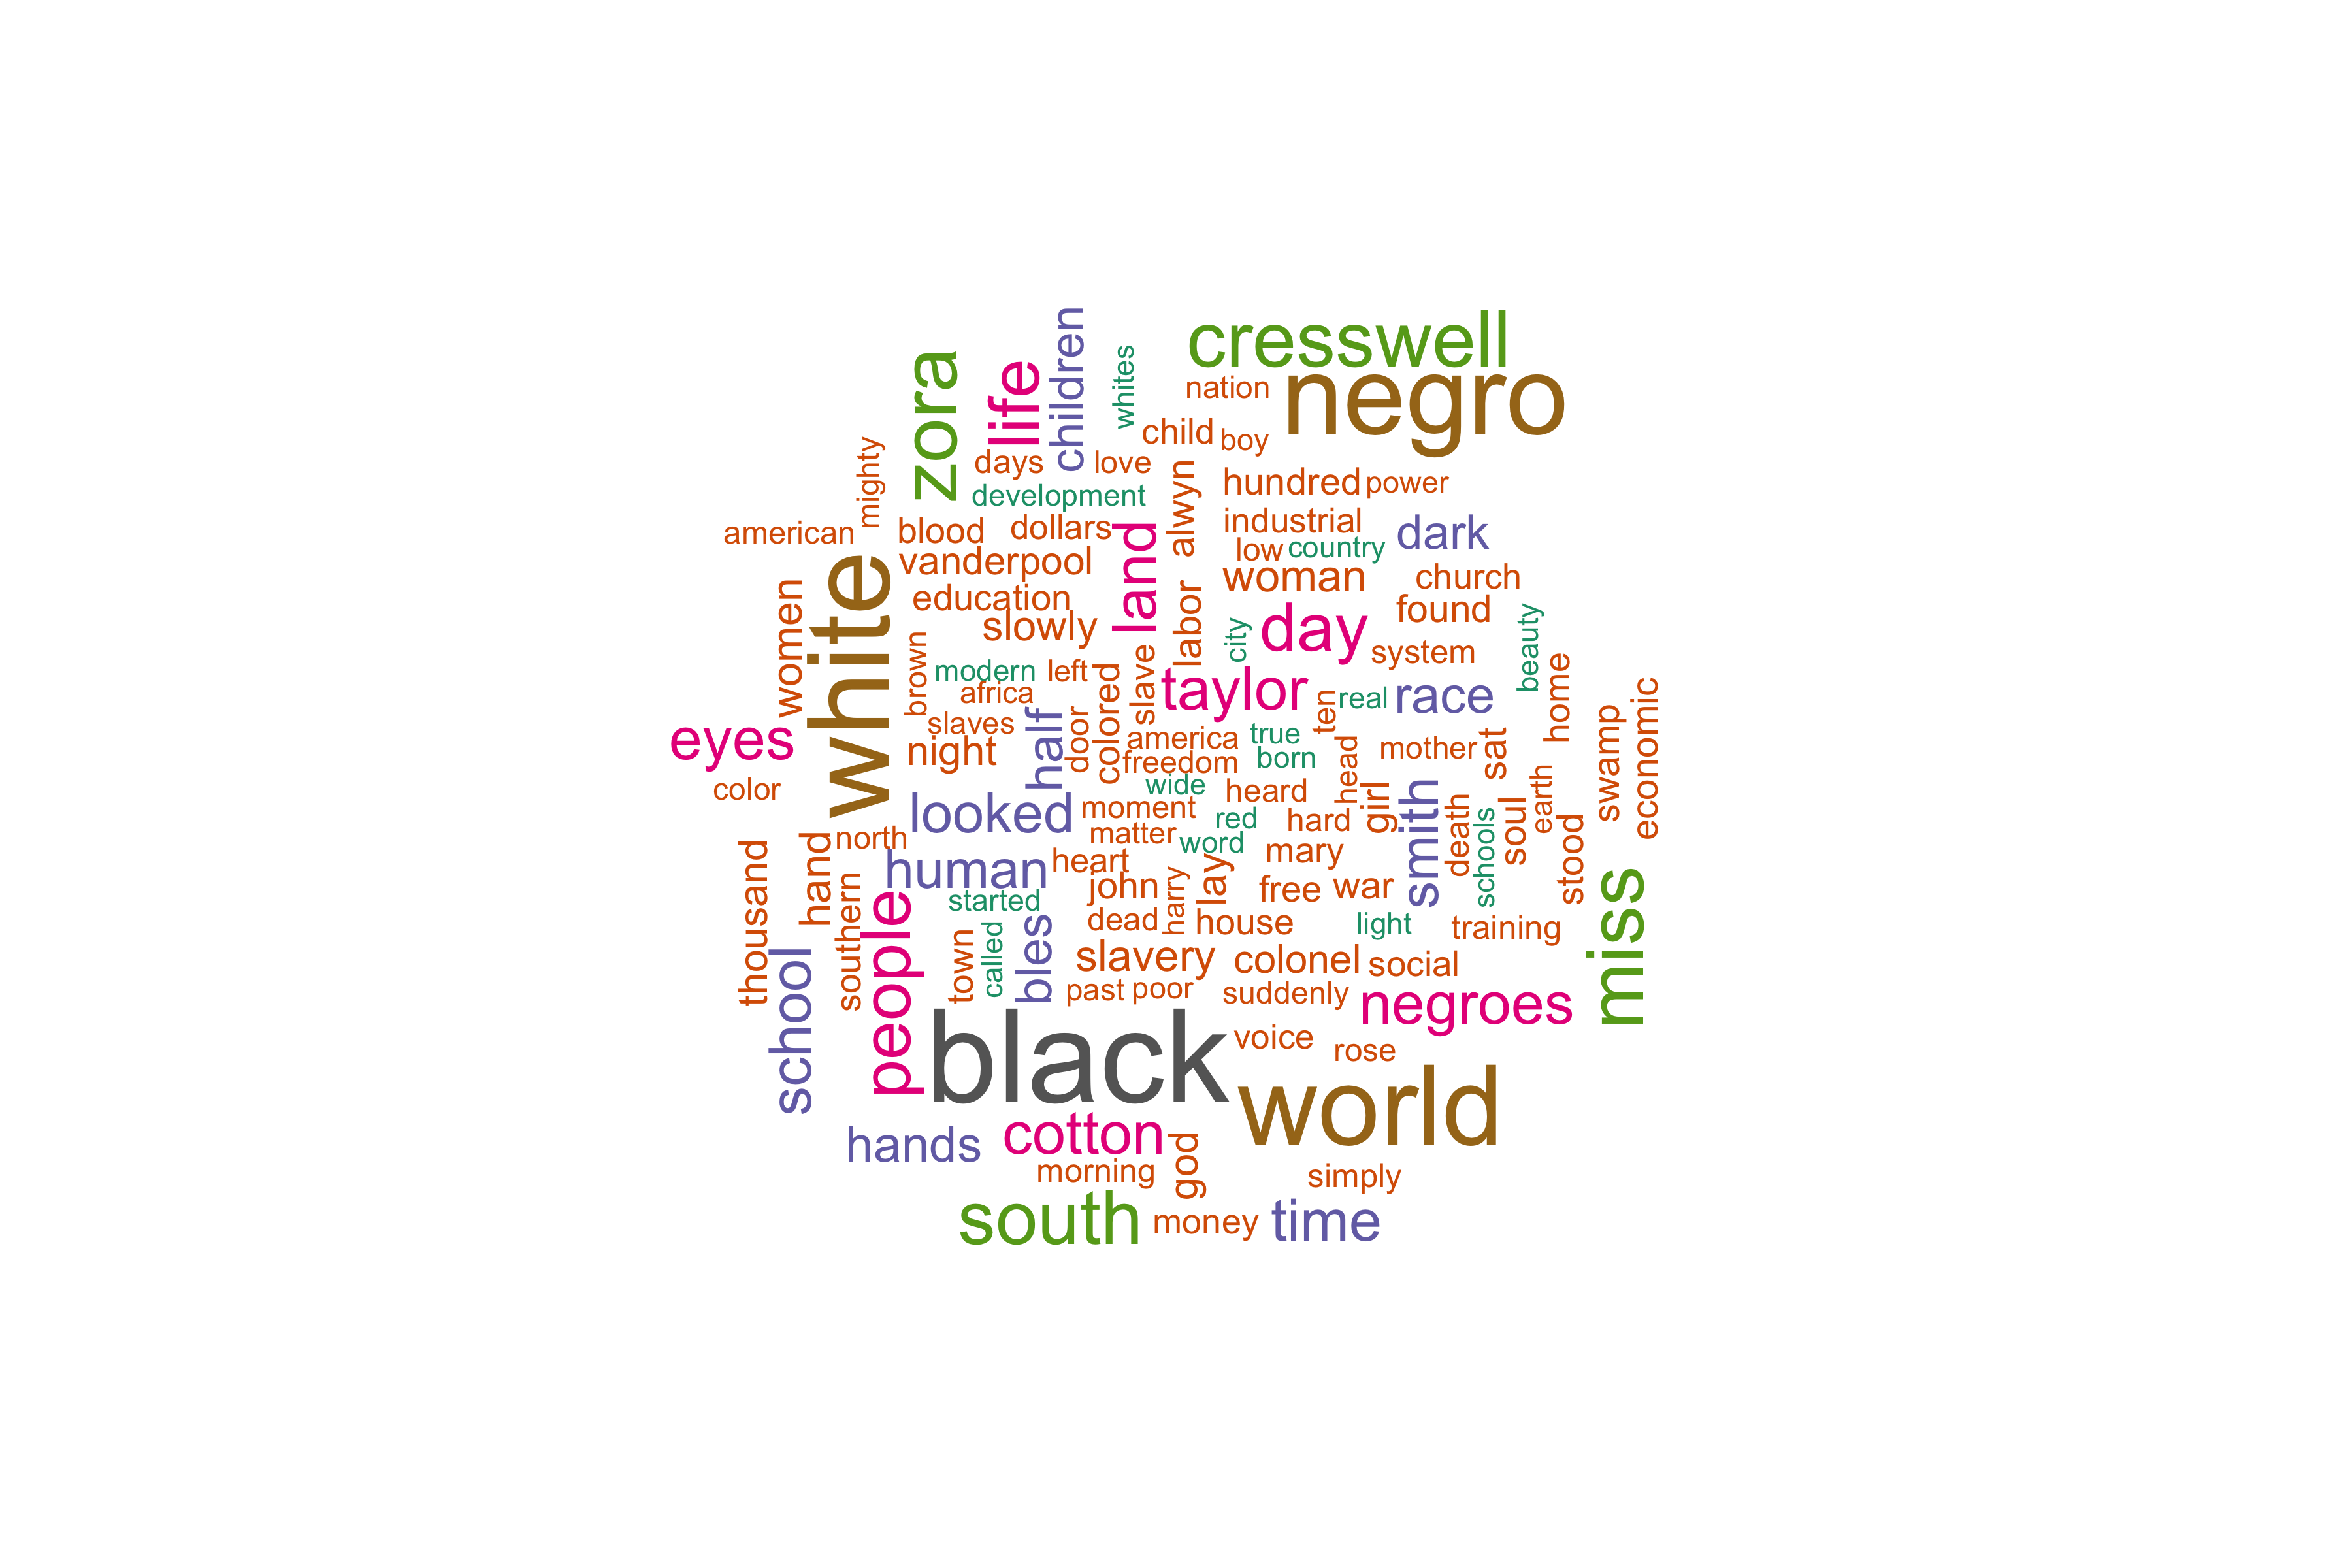 cresswell
negro
nation
zora
life
children
whites
child
boy
days
love
mighty
development
alwyn
hundred
power
american
blood
dollars
land
industrial
dark
low
country
vanderpool
woman
church
white
women
education
slowly
labor
city
day
found
beauty
system
brown
modern
left
africa
colored
slave
taylor
ten
real
race
home
swamp
economic
eyes
slaves
night
half
door
america
freedom
true
born
head
mother
sat
color
wide
heard
girl
smith
death
schools
soul
earth
stood
looked
moment
matter
red
word
hard
mary
thousand
hand
north
human
heart
john
harry
lay
free
war
miss
southern
people
started
dead
house
light
training
school
town
called
bles
slavery
colonel
social
past
poor
suddenly
negroes
black
voice
rose
world
hands
cotton
morning
god
simply
south
money
time